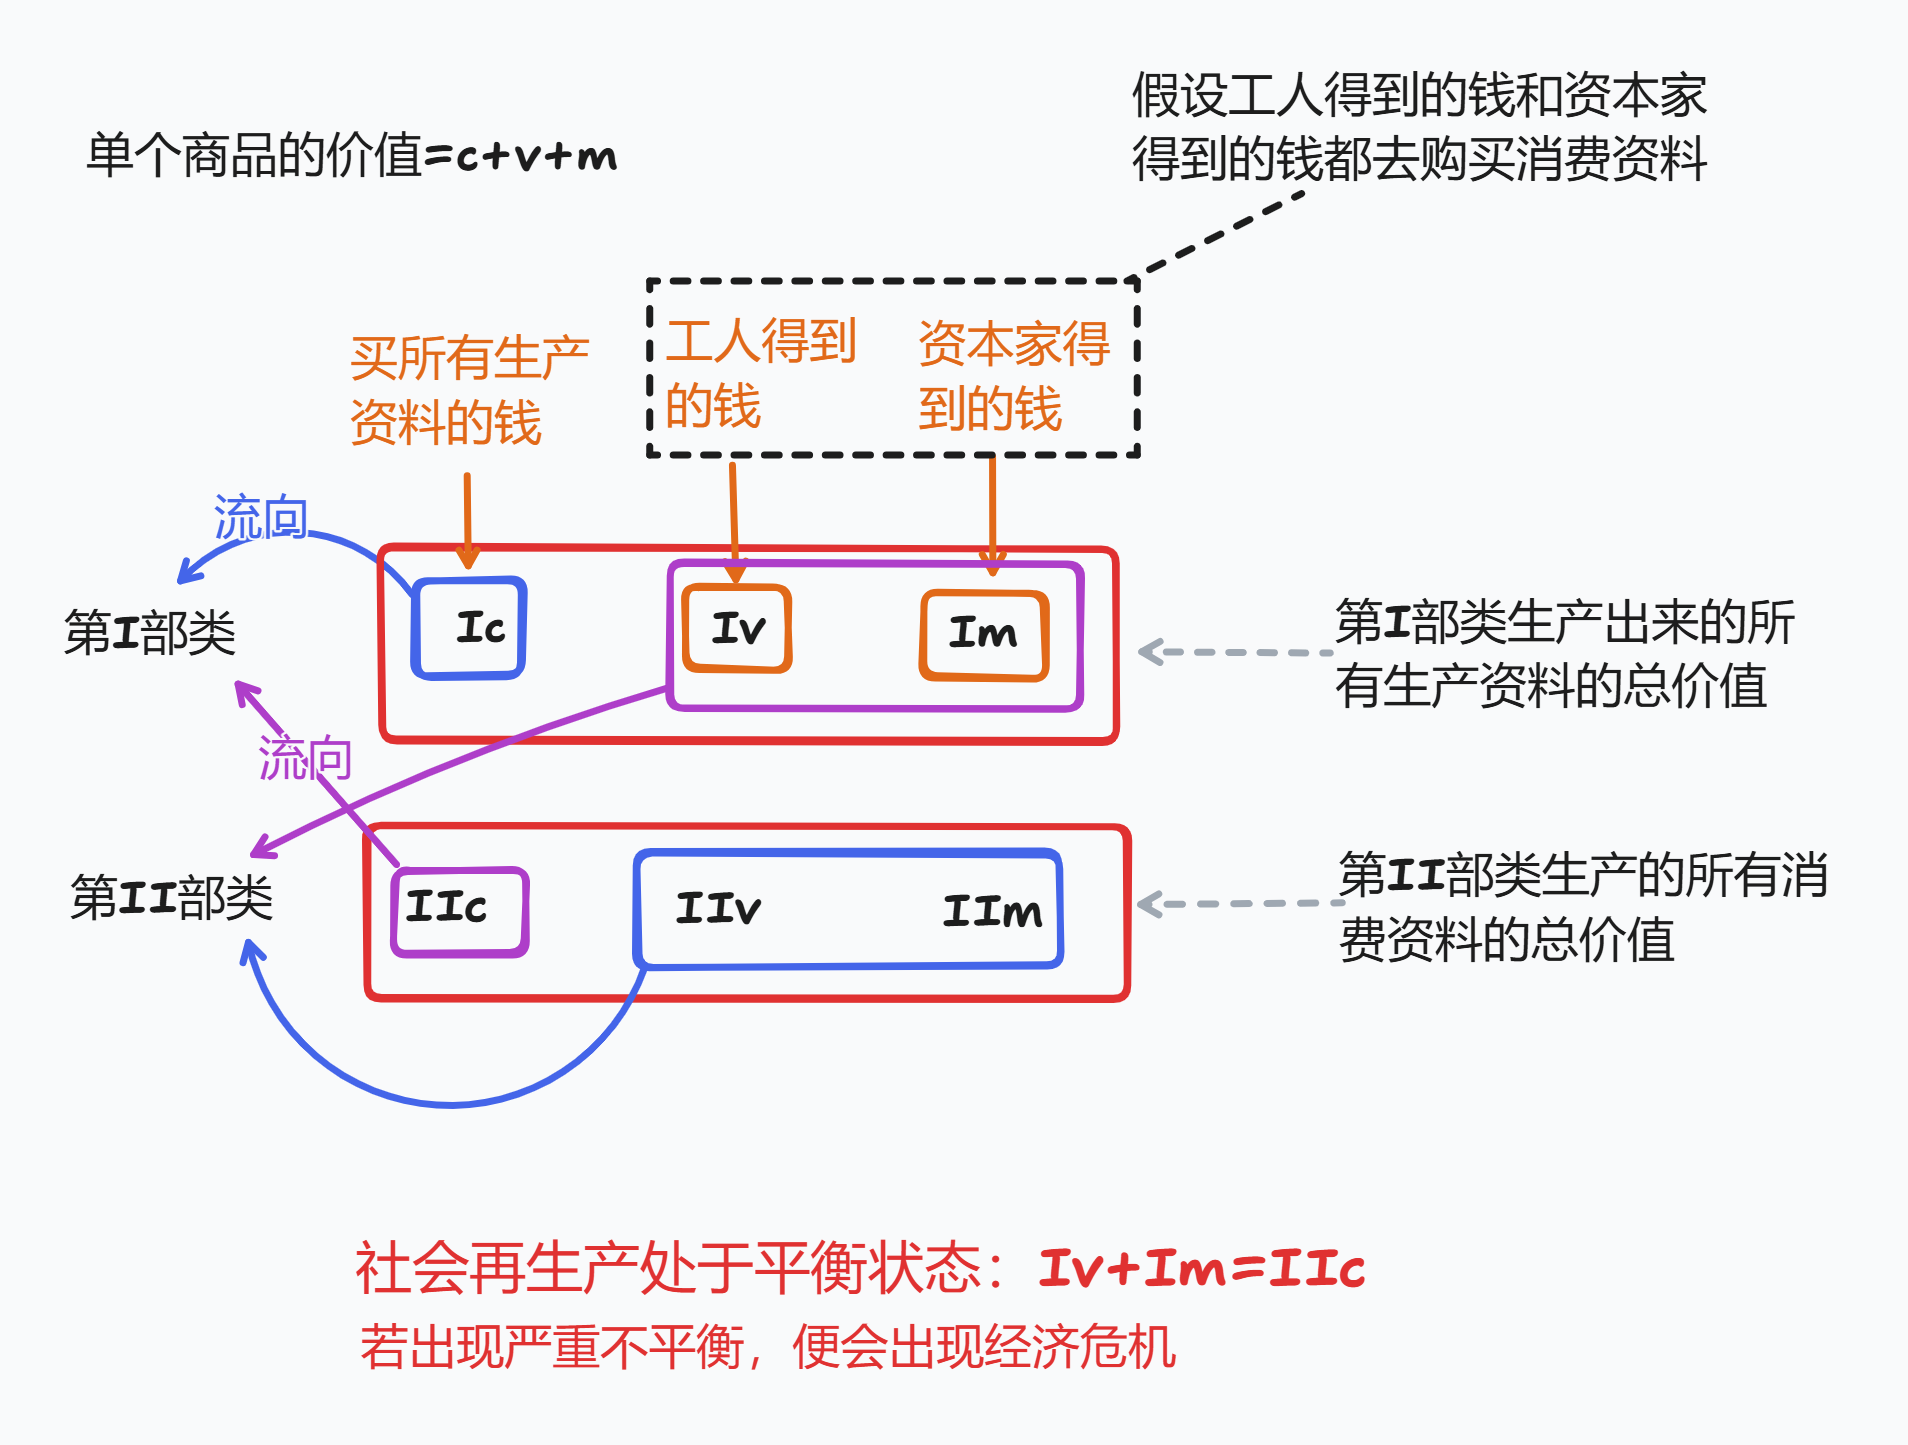 假设工人得到的钱和资本家
得到的钱都去购买消费资料
单个商品的价值=c+v+m
买所有生产
资料的钱
工人得到
的钱
资本家得
到的钱
流向
第I部类
Ic
Iv
Im
第I部类生产出来的所
有生产资料的总价值
流向
第II部类
IIc
IIv
IIm
第II部类生产的所有消
费资料的总价值
社会再生产处于平衡状态：Iv+Im=IIc
若出现严重不平衡，便会出现经济危机